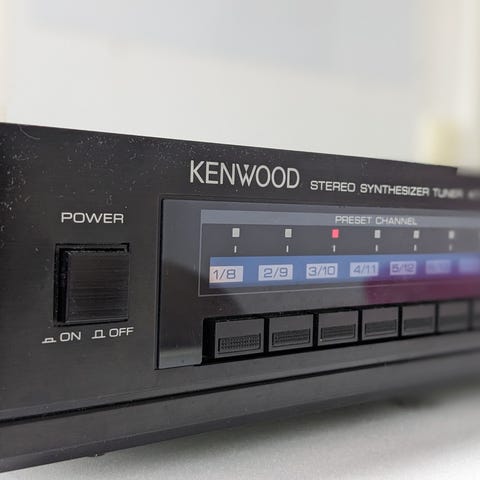 KENWOOD STEREO SYNTHESIZER TUNER
POWER
PRESET CHANNEL
1/8 2/9 3/10 4/11 5/12
ON OFF